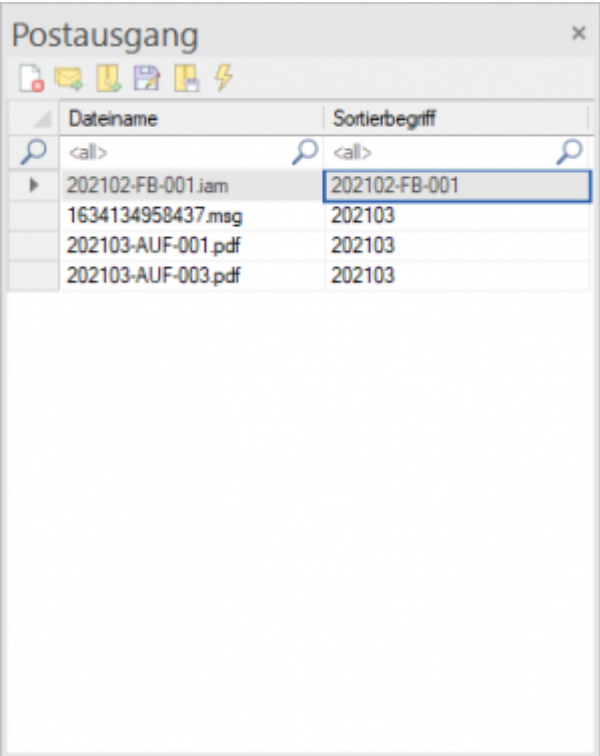 Postausgang
Dateiname Sortierbegriff
<all> <all>
202102-FB-001.iam 202102-FB-001
1634134958437.msg 202103
202103-AUF-001.pdf 202103
202103-AUF-003.pdf 202103